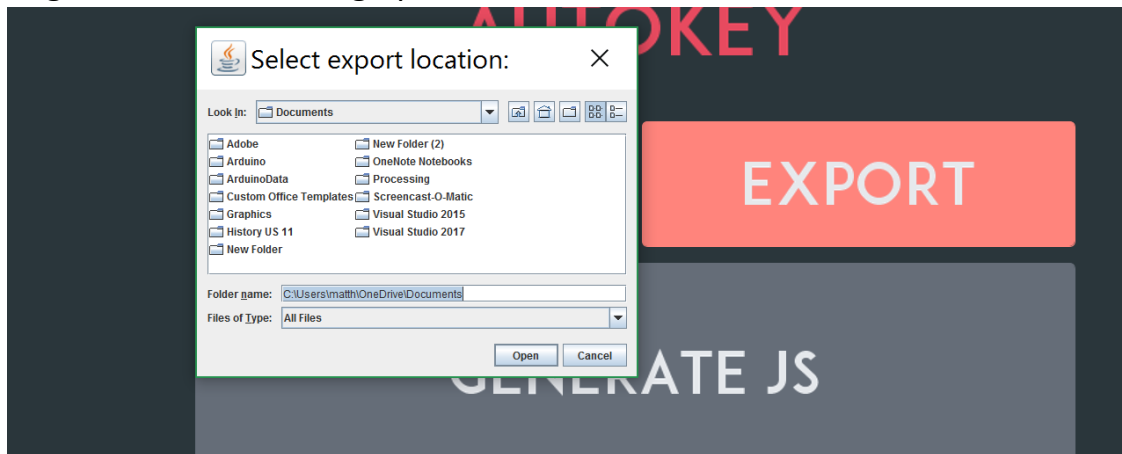 AUTOKEY
Select export location:
Look In: Documents
Adobe New Folder (2)
Arduino OneNote Notebooks
ArduinoData Processing
Custom Office Templates Screencast-O-Matic
Graphics Visual Studio 2015
History US 11 Visual Studio 2017
New Folder
EXPORT
Folder name: C:\Users\matth\OneDrive\Documents
Files of Type: All Files
Open Cancel
GENERATE JS